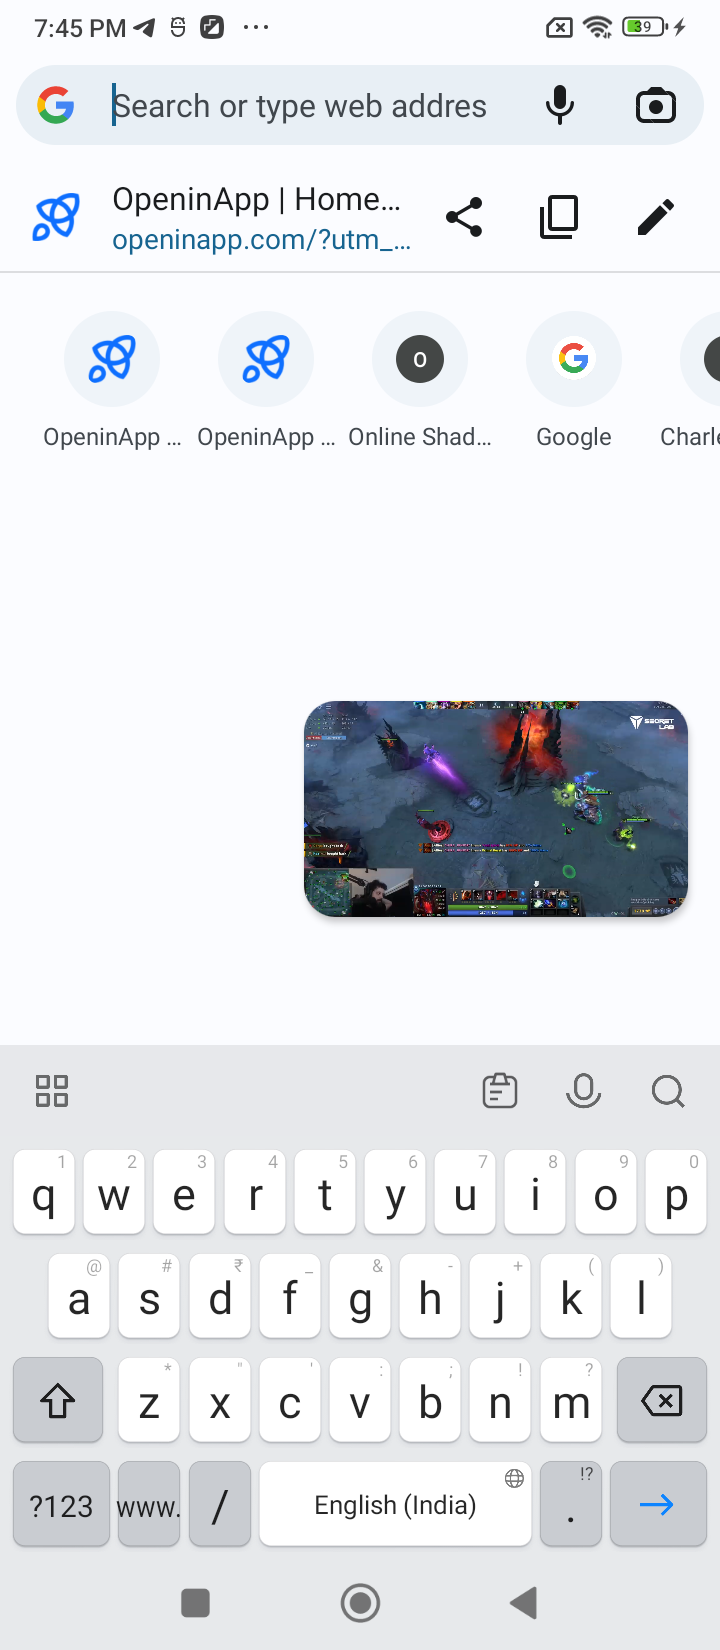 7:45 PM
39
Search or type web addres
OpeninApp | Home...
openinapp.com/?utm_...
OpeninApp ...
OpeninApp ...
o
Online Shad...
Google
Charle
SECRET
LAB
1 2 3 4 5 6 7 8 9 0
q w e r t y u i o p
@ # ₹ _ & - + ( )
a s d f g h j k l
* " ' : ; ! ?
z x c v b n m
!?
?123 www. / English (India) .